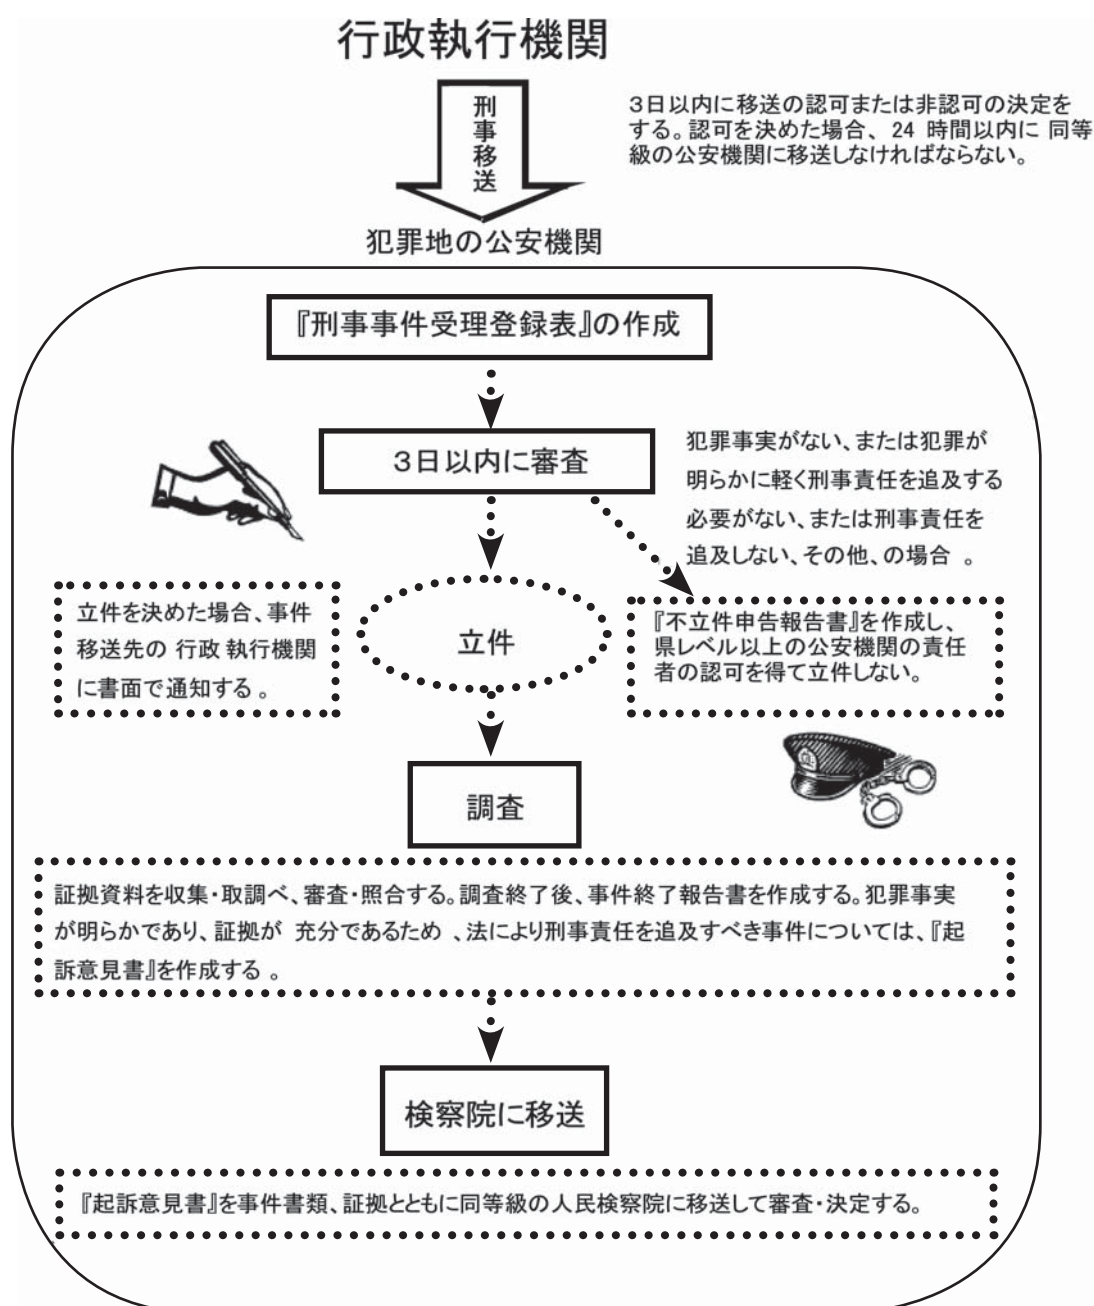 行政執行機関
刑事移送
3日以内に移送の認可または非認可の決定を
する。認可を決めた場合、 24 時間以内に 同等
級の公安機関に移送しなければならない。
犯罪地の公安機関
『刑事事件受理登録表』の作成
3日以内に審査
犯罪事実がない、または犯罪が
明らかに軽く刑事責任を追及する
必要がない、または刑事責任を
追及しない、その他、の場合 。
立件を決めた場合、事件
移送先の 行政 執行機関
に書面で通知する 。
立件
『不立件申告報告書』を作成し、
県レベル以上の公安機関の責任
者の認可を得て立件しない。
調査
証拠資料を収集・取調べ、審査・照合する。調査終了後、事件終了報告書を作成する。犯罪事実
が明らかであり、証拠が 充分であるため 、法により刑事責任を追及すべき事件については、『起
訴意見書』を作成する 。
検察院に移送
『起訴意見書』を事件書類、証拠とともに同等級の人民検察院に移送して審査・決定する。